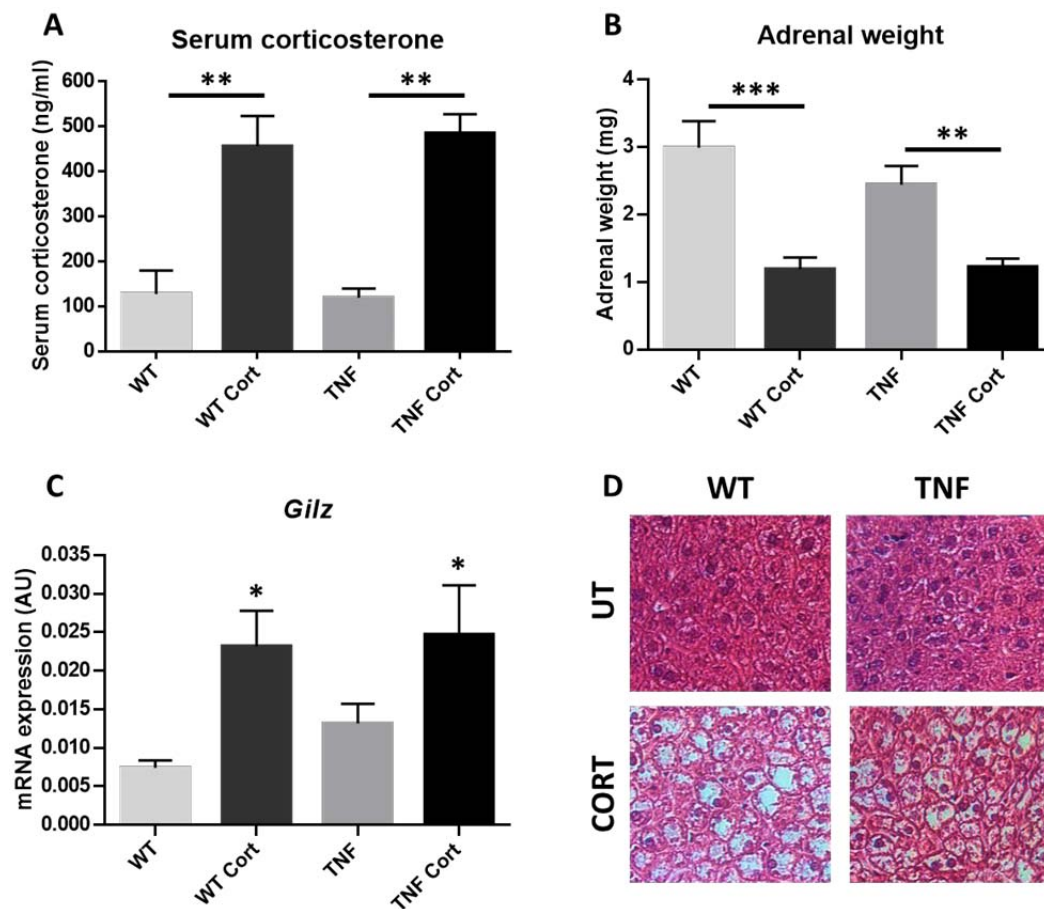 A
Serum corticosterone
Serum corticosterone (ng/ml)
600
500
400
300
200
100
0
**
**
WT
WT Cort
TNF
TNF Cort
B
Adrenal weight
Adrenal weight (mg)
4
3
2
1
0
***
**
WT
WT Cort
TNF
TNF Cort
C
Gilz
mRNA expression (AU)
0.035
0.030
0.025
0.020
0.015
0.010
0.005
0.000
*
*
WT
WT Cort
TNF
TNF Cort
D
WT
TNF
UT
CORT